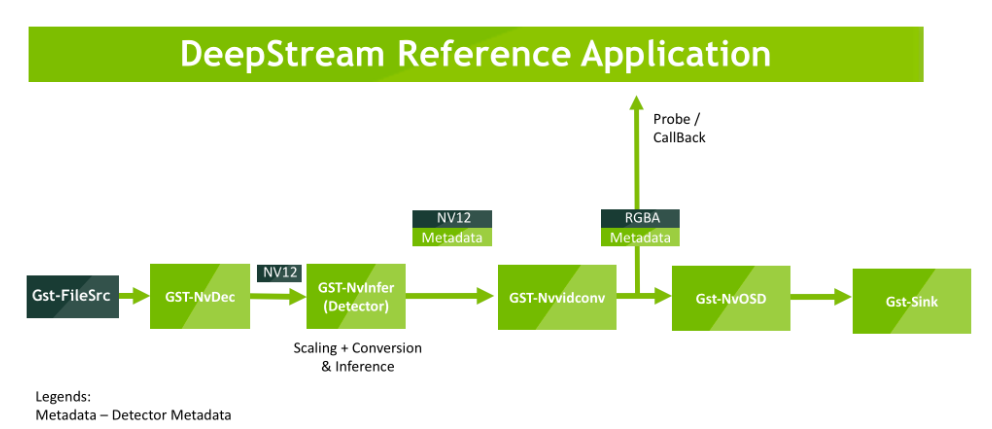 DeepStream Reference Application
Probe /
CallBack
NV12
Metadata
RGBA
Metadata
Gst-FileSrc
GST-NvDec
NV12
GST-NvInfer
(Detector)
GST-Nvvidconv
Gst-NvOSD
Gst-Sink
Scaling + Conversion
& Inference
Legends:
Metadata – Detector Metadata